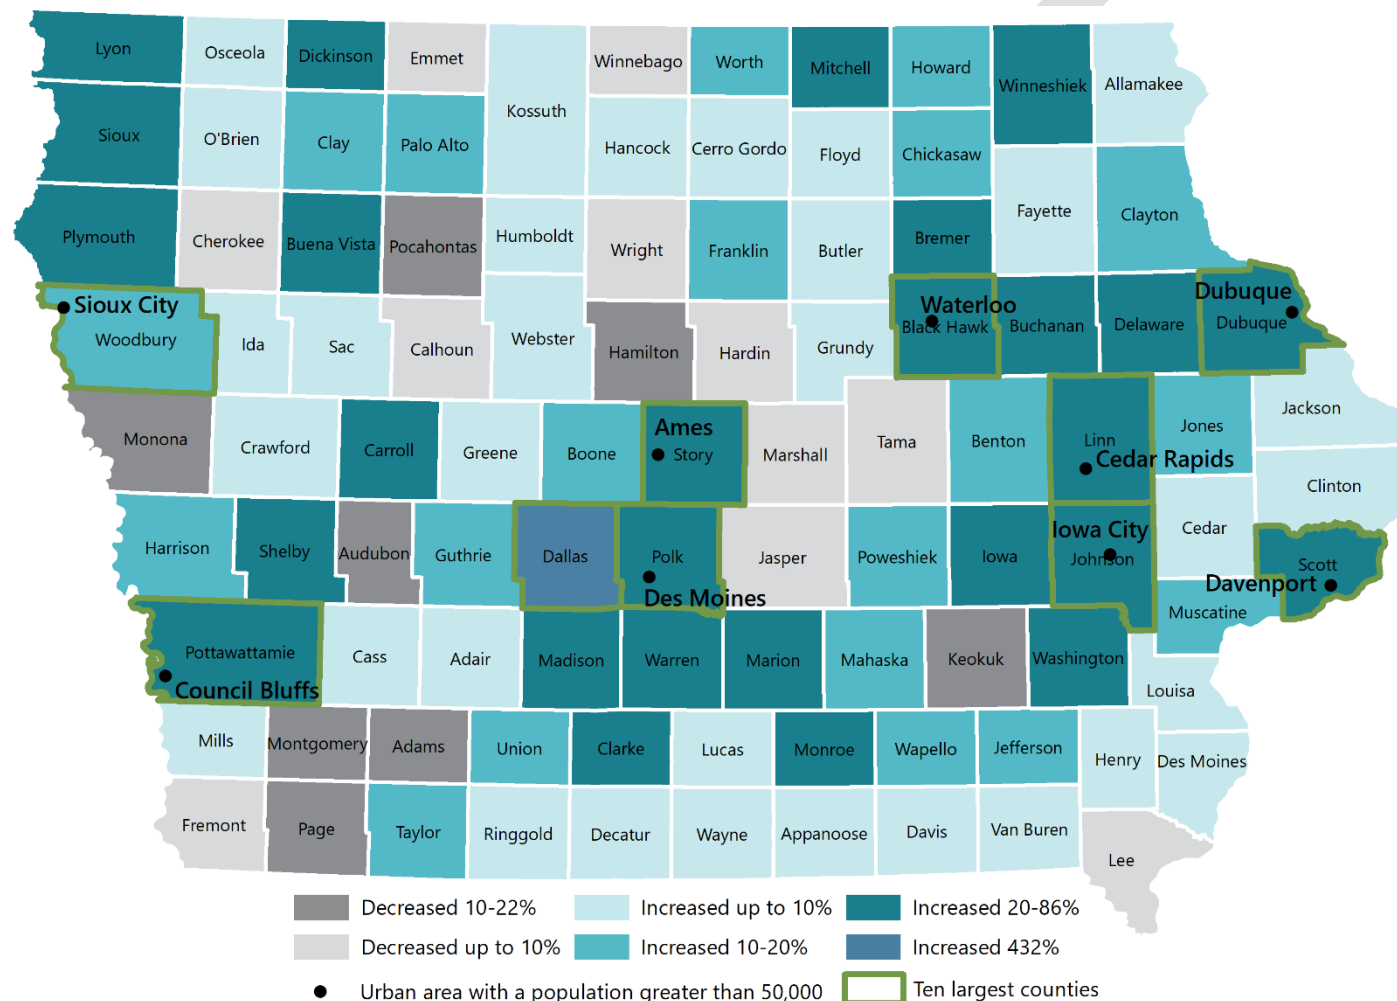 Lyon
Osceola
Dickinson
Emmet
Kossuth
Winnebago
Worth
Mitchell
Howard
Winneshiek
Allamakee
Sioux
O'Brien
Clay
Palo Alto
Hancock
Cerro Gordo
Floyd
Chickasaw
Fayette
Clayton
Plymouth
Cherokee
Buena Vista
Pocahontas
Humboldt
Wright
Franklin
Butler
Bremer
Sioux City
Woodbury
Ida
Sac
Calhoun
Webster
Hamilton
Hardin
Grundy
Waterloo
Black Hawk
Buchanan
Delaware
Dubuque
Dubuque
Monona
Crawford
Carroll
Greene
Boone
Ames
Story
Marshall
Tama
Benton
Linn
Cedar Rapids
Jones
Jackson
Clinton
Harrison
Shelby
Audubon
Guthrie
Dallas
Polk
Des Moines
Jasper
Poweshiek
Iowa
Iowa City
Johnson
Cedar
Scott
Davenport
Muscatine
Pottawattamie
Council Bluffs
Cass
Adair
Madison
Warren
Marion
Mahaska
Keokuk
Washington
Louisa
Mills
Montgomery
Adams
Union
Clarke
Lucas
Monroe
Wapello
Jefferson
Henry
Des Moines
Fremont
Page
Taylor
Ringgold
Decatur
Wayne
Appanoose
Davis
Van Buren
Lee
Decreased 10-22%
Increased up to 10%
Increased 20-86%
Decreased up to 10%
Increased 10-20%
Increased 432%
Urban area with a population greater than 50,000
Ten largest counties